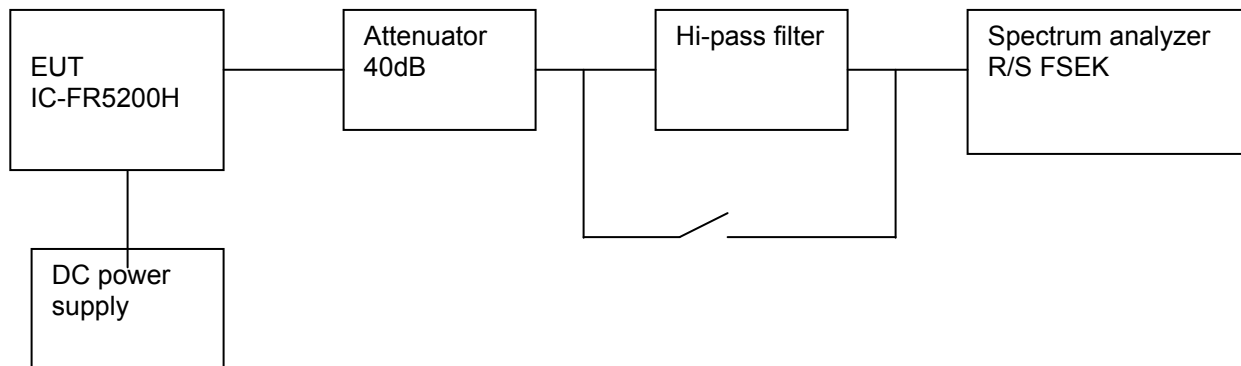 EUT
IC-FR5200H
Attenuator
40dB
Hi-pass filter
Spectrum analyzer
R/S FSEK
DC power
supply